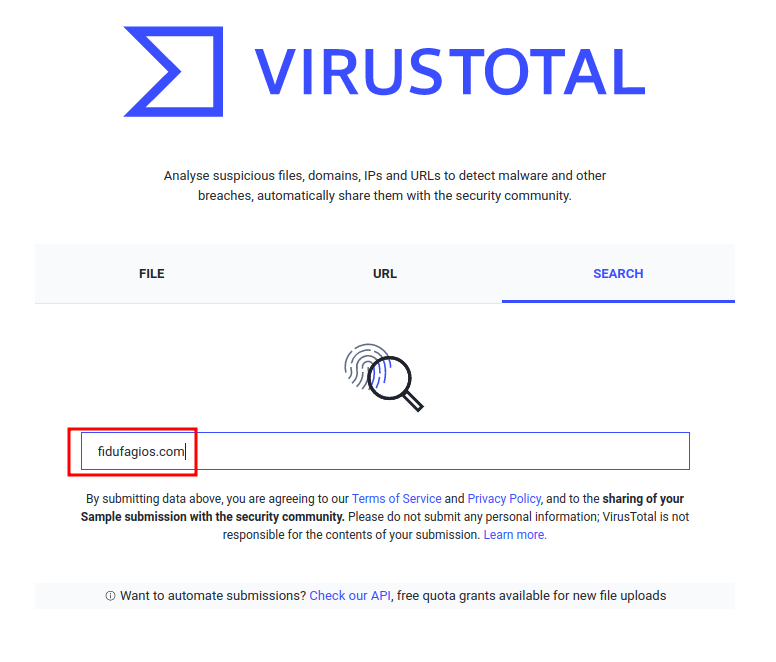 VIRUSTOTAL
Analyse suspicious files, domains, IPs and URLs to detect malware and other
breaches, automatically share them with the security community.
FILE
URL
SEARCH
fidufagios.com
By submitting data above, you are agreeing to our Terms of Service and Privacy Policy, and to the sharing of your
Sample submission with the security community. Please do not submit any personal information; VirusTotal is not
responsible for the contents of your submission. Learn more.
Want to automate submissions? Check our API, free quota grants available for new file uploads